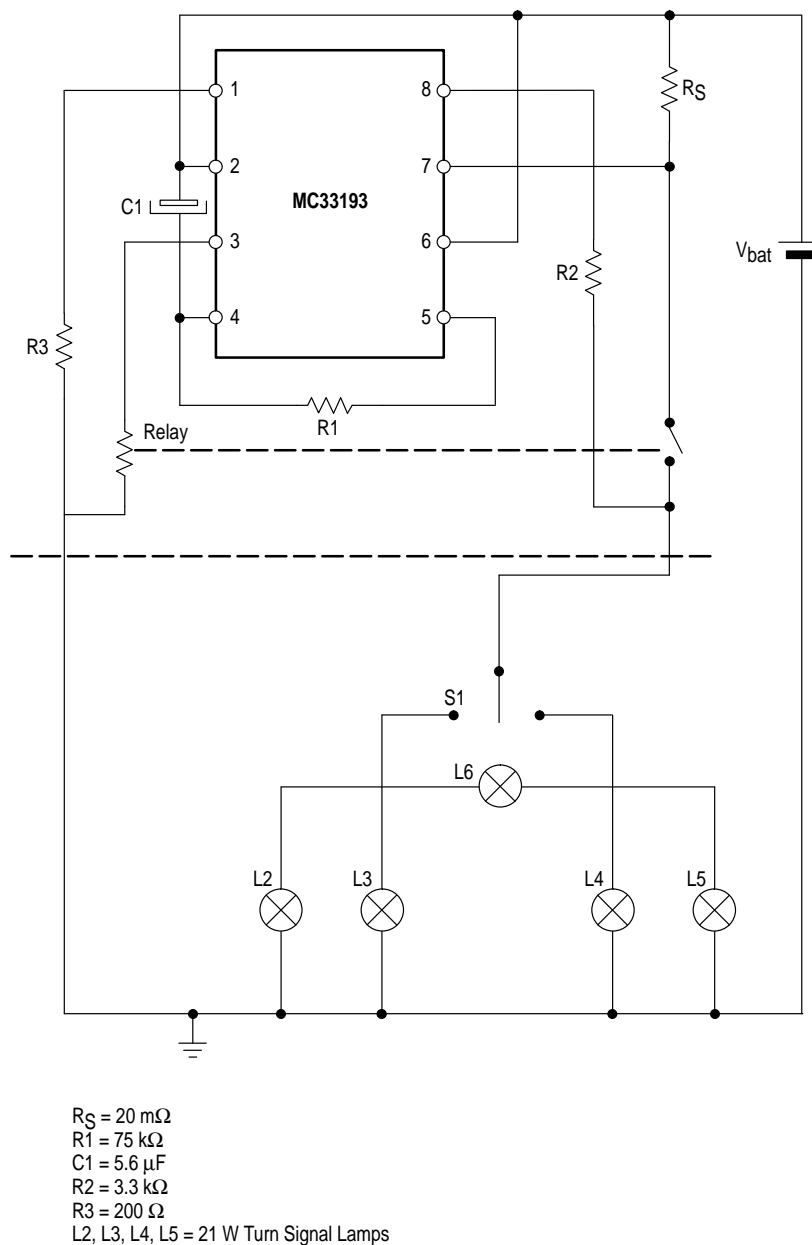 1
8
RS
2
7
C1
MC33193
3
6
Vbat
R2
4
5
R3
R1
Relay
S1
L6
L2
L3
L4
L5
RS = 20 mΩ
R1 = 75 kΩ
C1 = 5.6 μF
R2 = 3.3 kΩ
R3 = 200 Ω
L2, L3, L4, L5 = 21 W Turn Signal Lamps